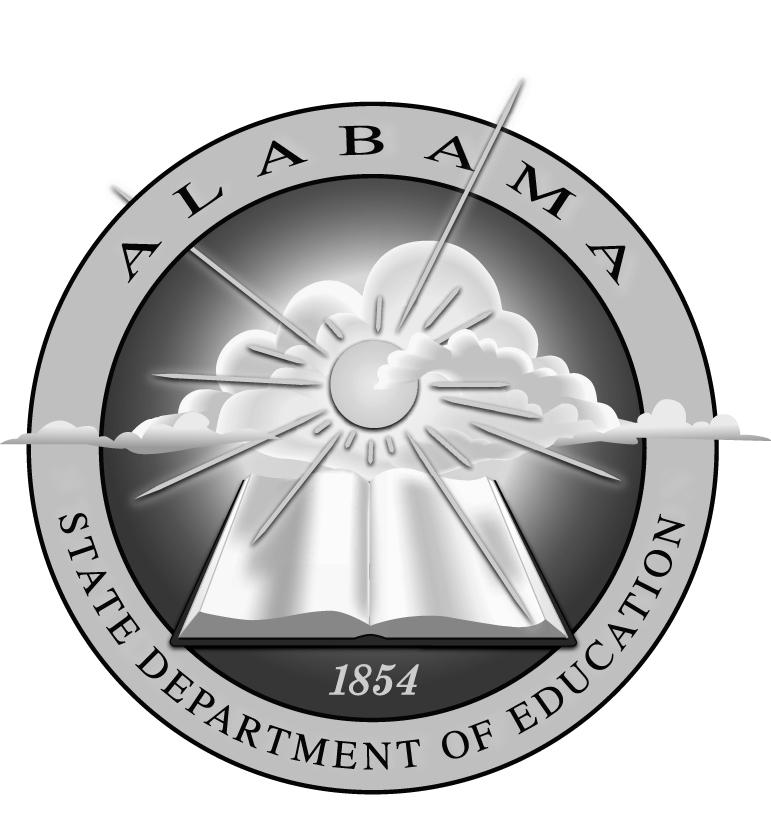 ALABAMA
1854
STATE DEPARTMENT OF EDUCATION